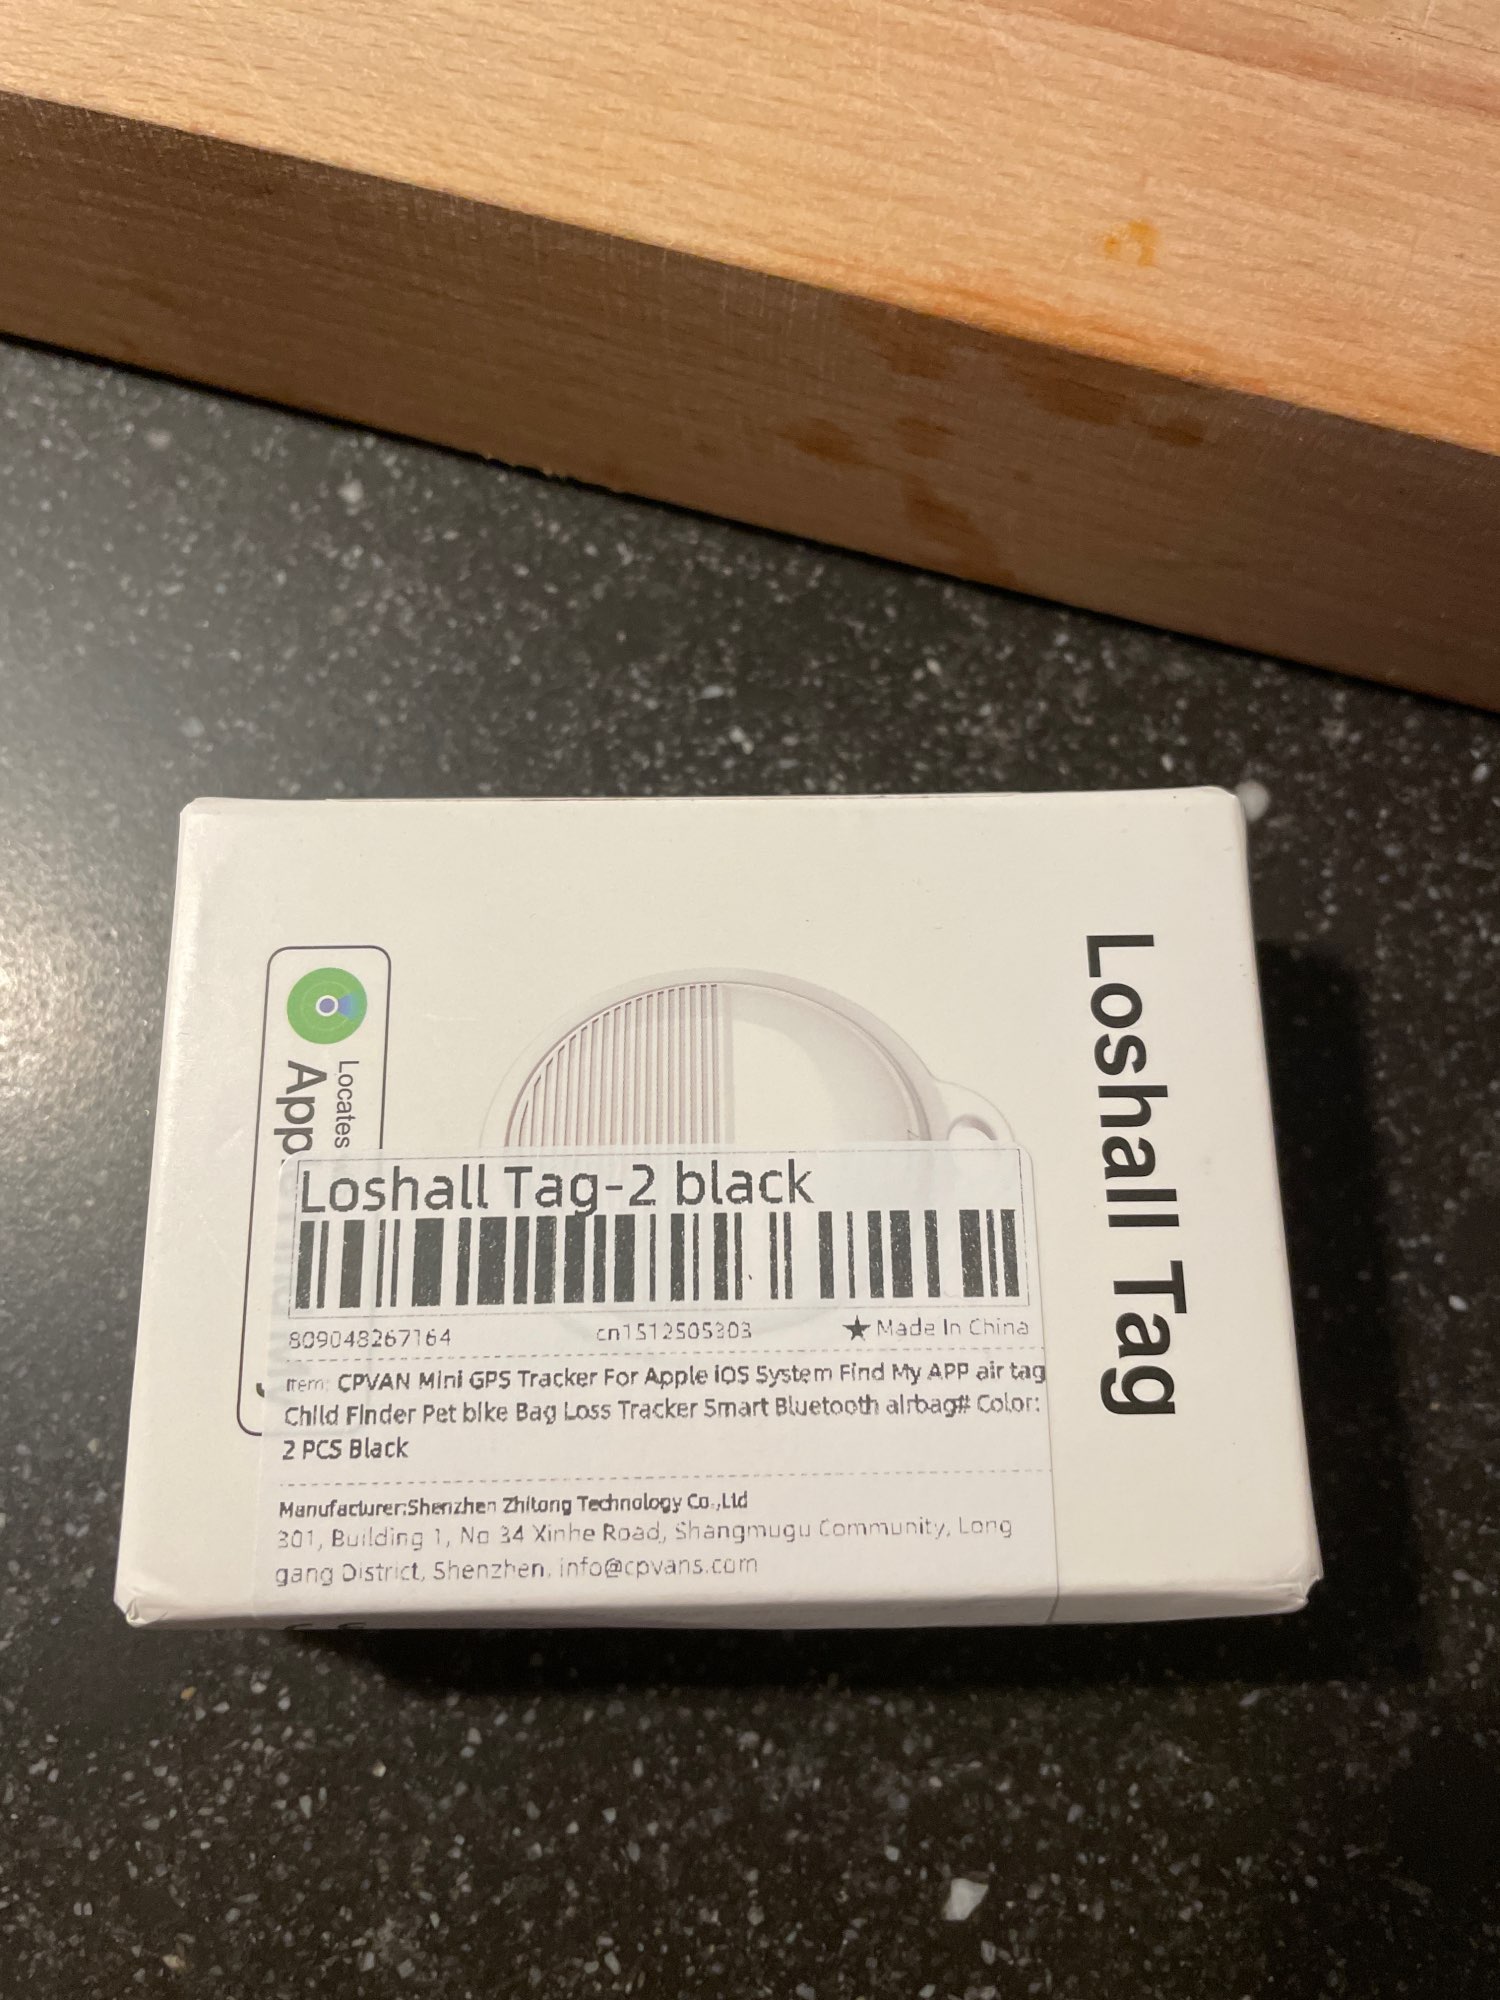 Loshall Tag
Locates
App
Loshall Tag-2 black
809048267164 cn1512505303 ★Made In China
Item: CPVAN Mini GPS Tracker For Apple iOS System Find My APP air tag
Child Finder Pet bike Bag Loss Tracker Smart Bluetooth airbag# Color:
2 PCS Black
Manufacturer:Shenzhen Zhitong Technology Co.,Ltd
301, Building 1, No 34 Xinhe Road, Shangmugu Community, Long
gang District, Shenzhen, info@cpvans.com